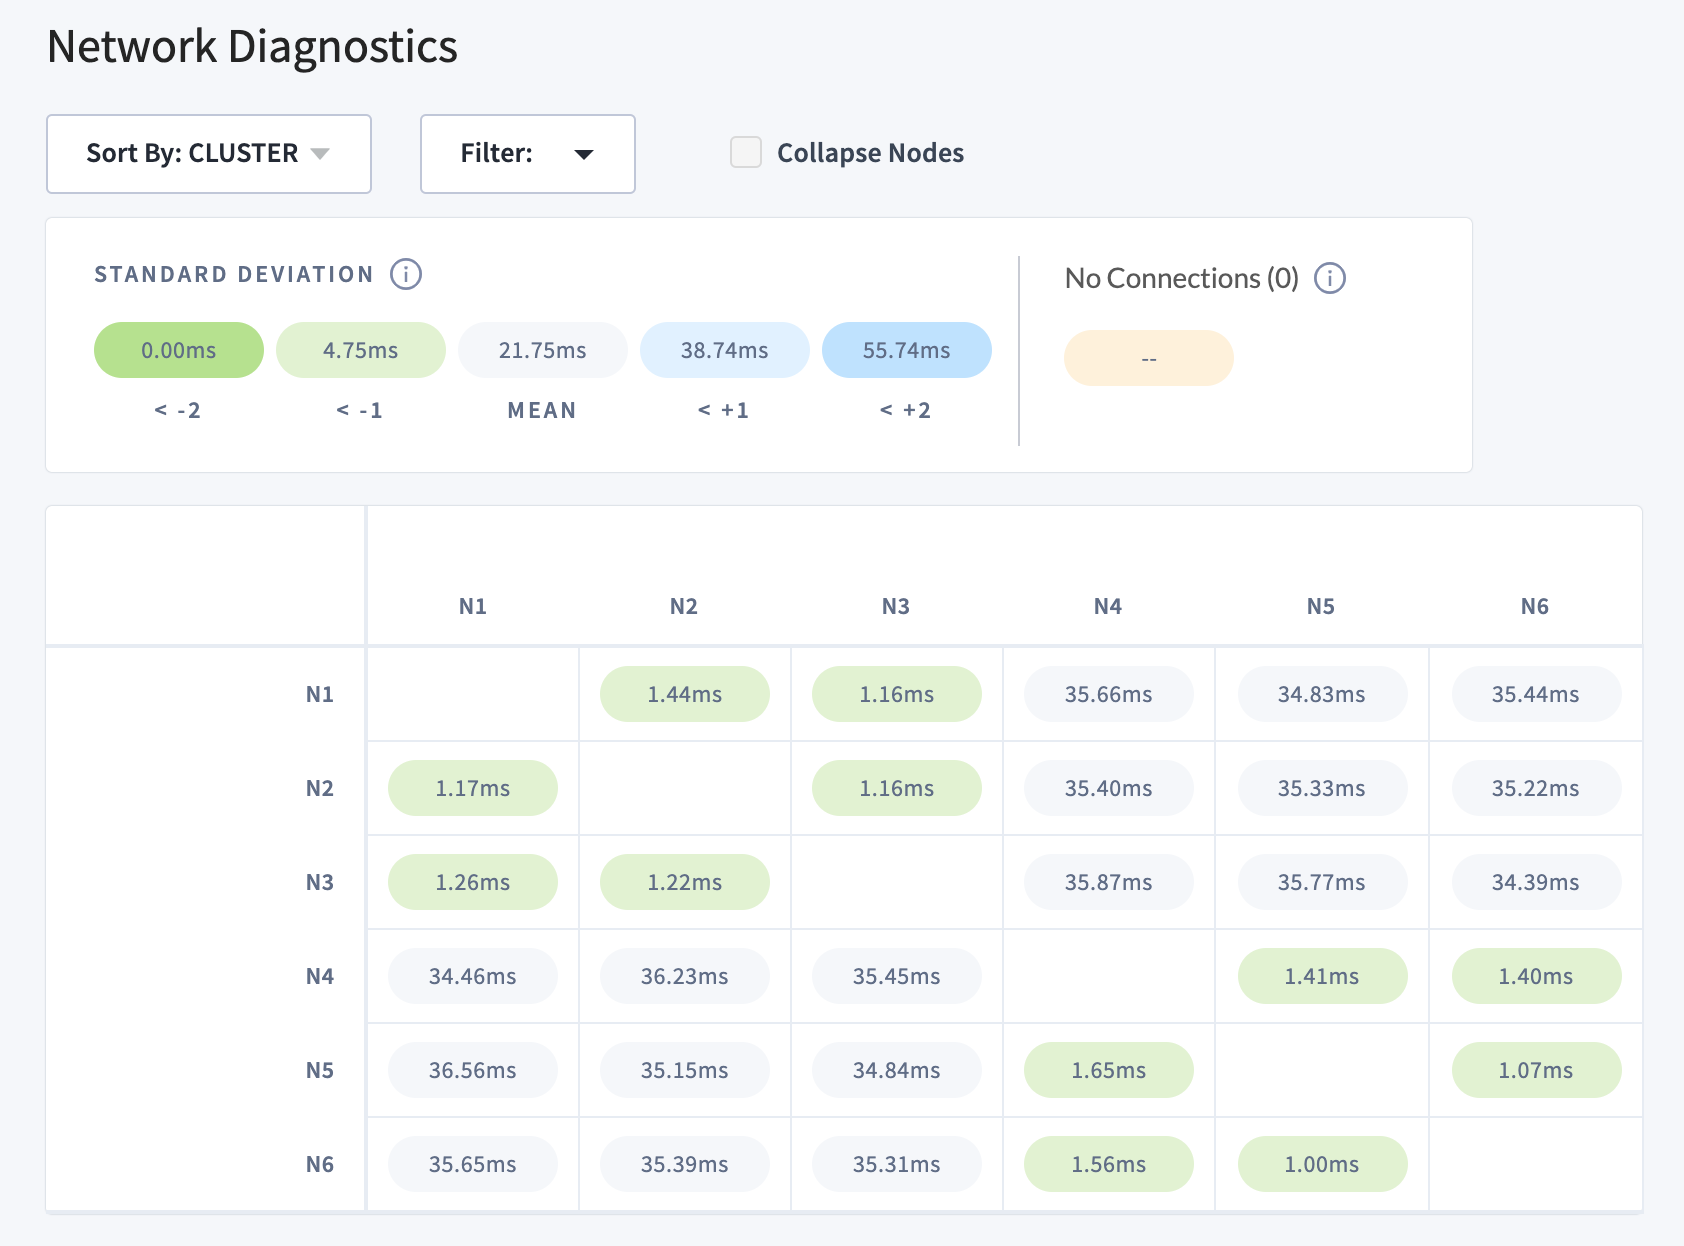 Network Diagnostics
Sort By: CLUSTER
Filter:
Collapse Nodes
STANDARD DEVIATION
No Connections (0)
0.00ms 4.75ms 21.75ms 38.74ms 55.74ms
--
< -2 < -1 MEAN < +1 < +2
N1 N2 N3 N4 N5 N6
N1 1.44ms 1.16ms 35.66ms 34.83ms 35.44ms
N2 1.17ms 1.16ms 35.40ms 35.33ms 35.22ms
N3 1.26ms 1.22ms 35.87ms 35.77ms 34.39ms
N4 34.46ms 36.23ms 35.45ms 1.41ms 1.40ms
N5 36.56ms 35.15ms 34.84ms 1.65ms 1.07ms
N6 35.65ms 35.39ms 35.31ms 1.56ms 1.00ms